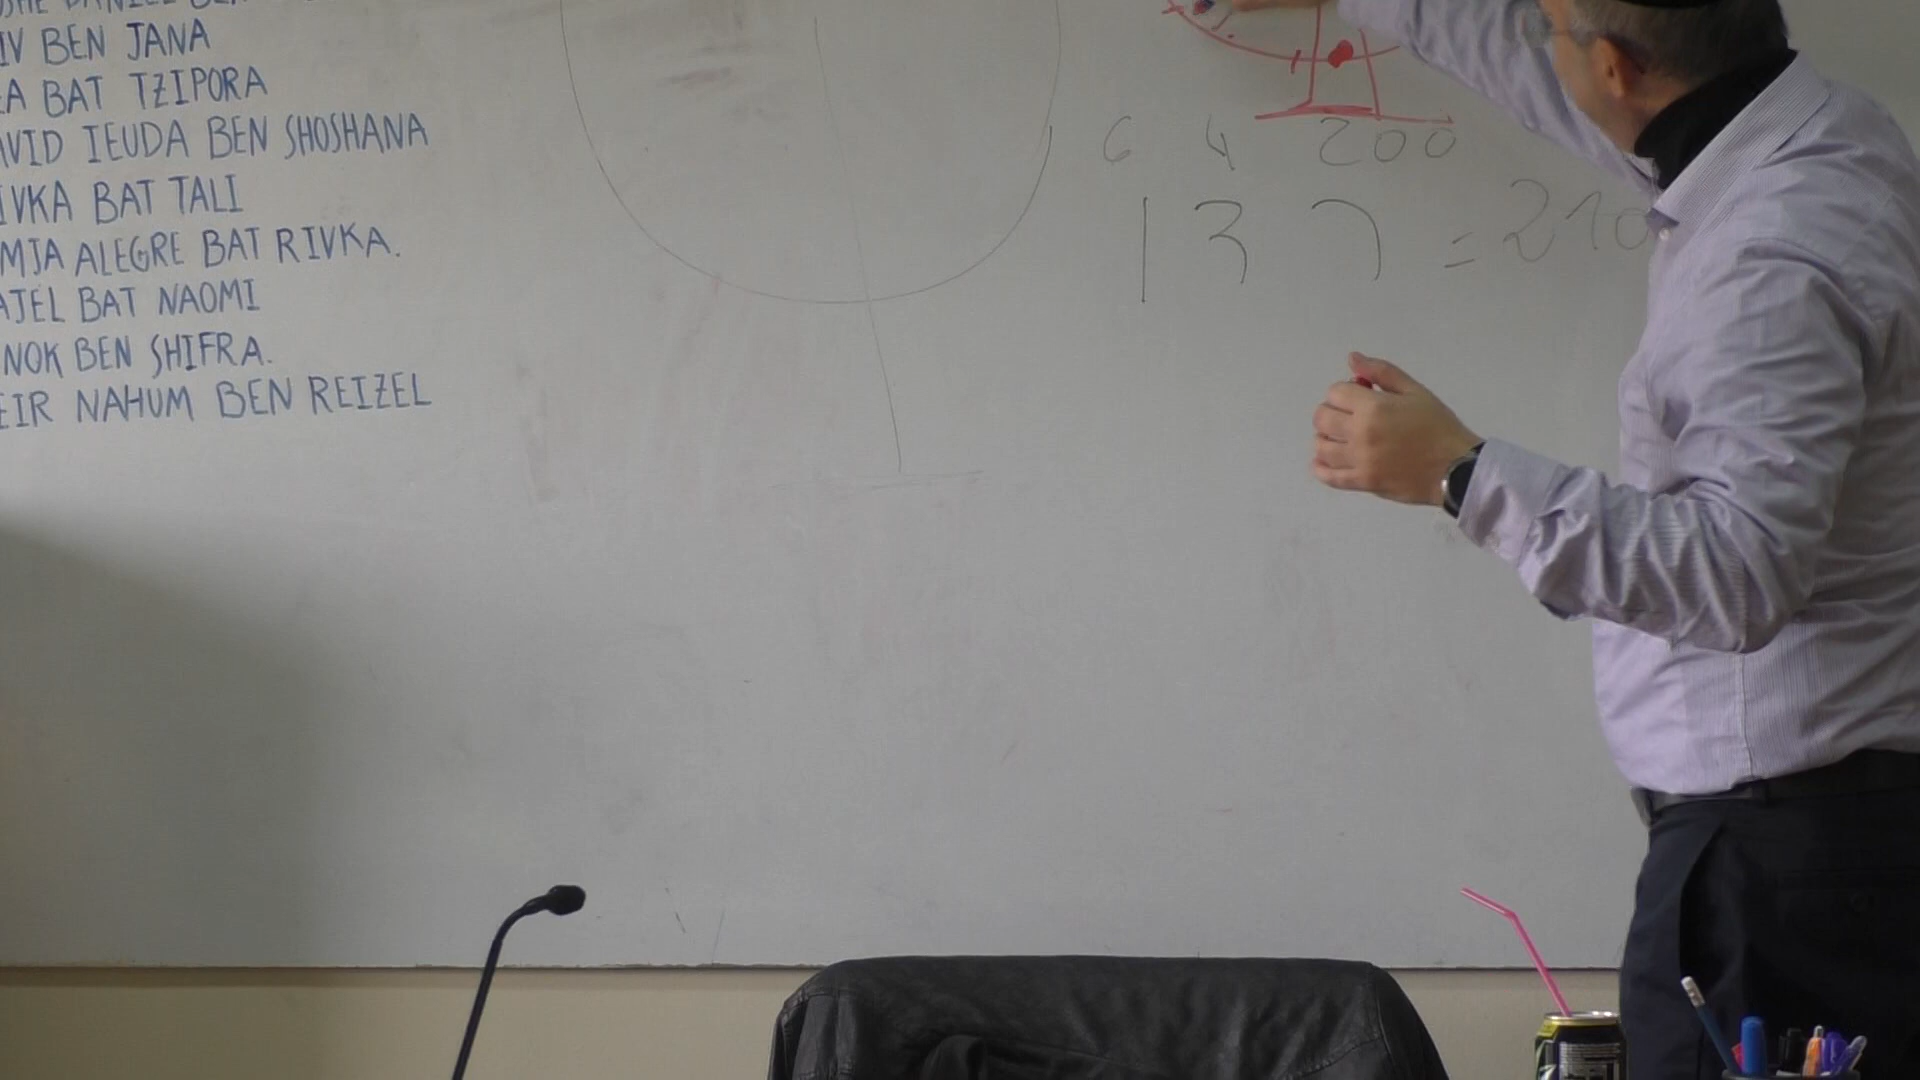 IV BEN JANA
A BAT TZIPORA
AVID IEUDA BEN SHOSHANA
IVKA BAT TALI
MJA ALEGRE BAT RIVKA.
AJEL BAT NAOMI
NOK BEN SHIFRA.
EIR NAHUM BEN REIZEL
6 4 200
= 210